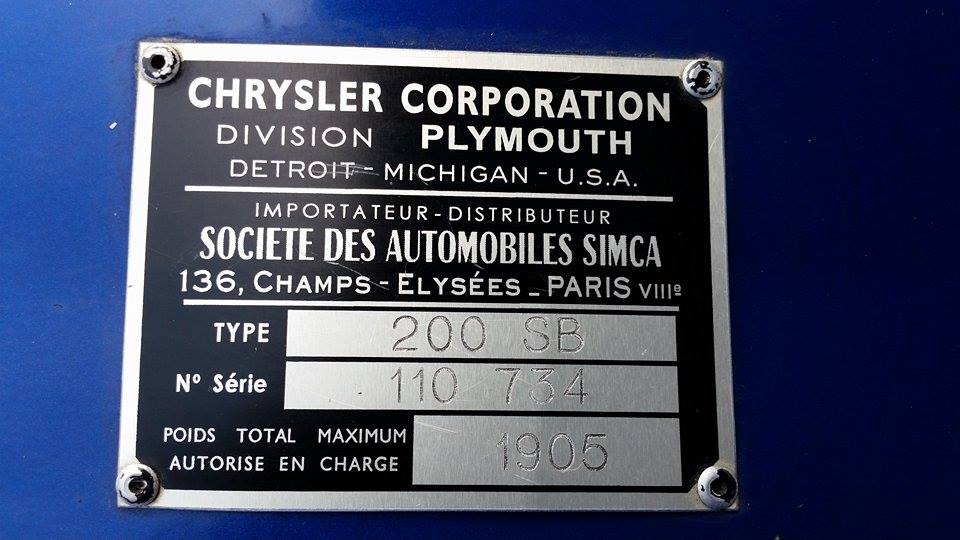 CHRYSLER CORPORATION
DIVISION PLYMOUTH
DETROIT - MICHIGAN - U.S.A.
IMPORTATEUR-DISTRIBUTEUR
SOCIETE DES AUTOMOBILES SIMCA
136, CHAMPS - ELYSÉES - PARIS VIIIe
TYPE 200 SB
No Série 110 734
POIDS TOTAL MAXIMUM
AUTORISE EN CHARGE 1905